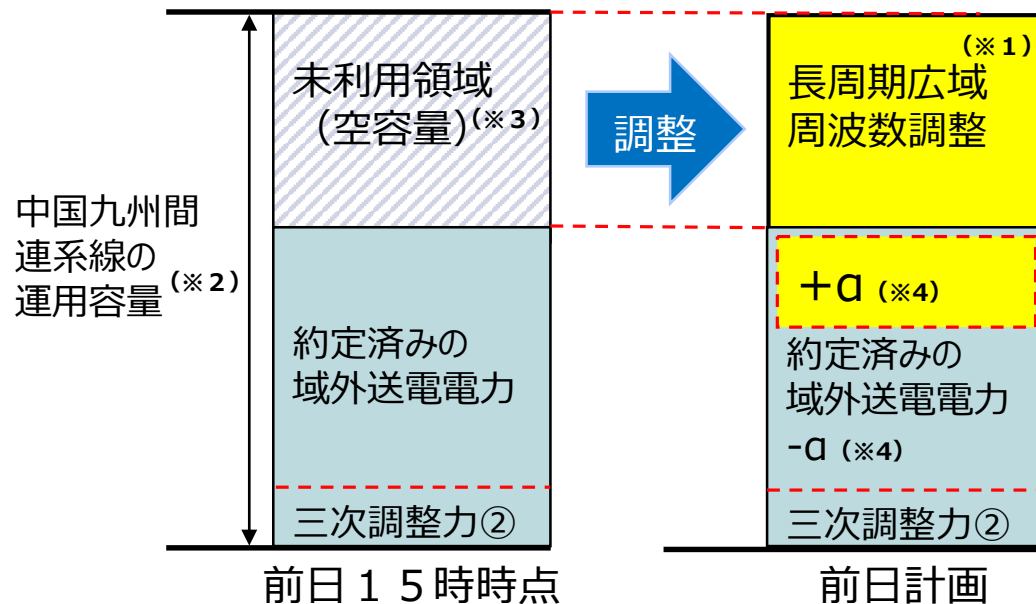 中国九州間
連系線の
運用容量（※２）
未利用領域
（空容量）（※３）
約定済みの
域外送電電力
三次調整力②
前日１５時時点
調整
（※１）
長周期広域
周波数調整
＋α（※4）
約定済みの
域外送電電力
-α（※4）
三次調整力②
前日計画